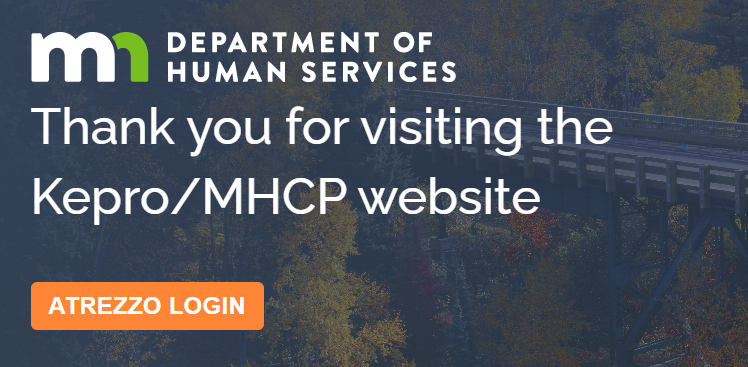 mn DEPARTMENT OF
HUMAN SERVICES
Thank you for visiting the
Kepro/MHCP website
ATREZZO LOGIN